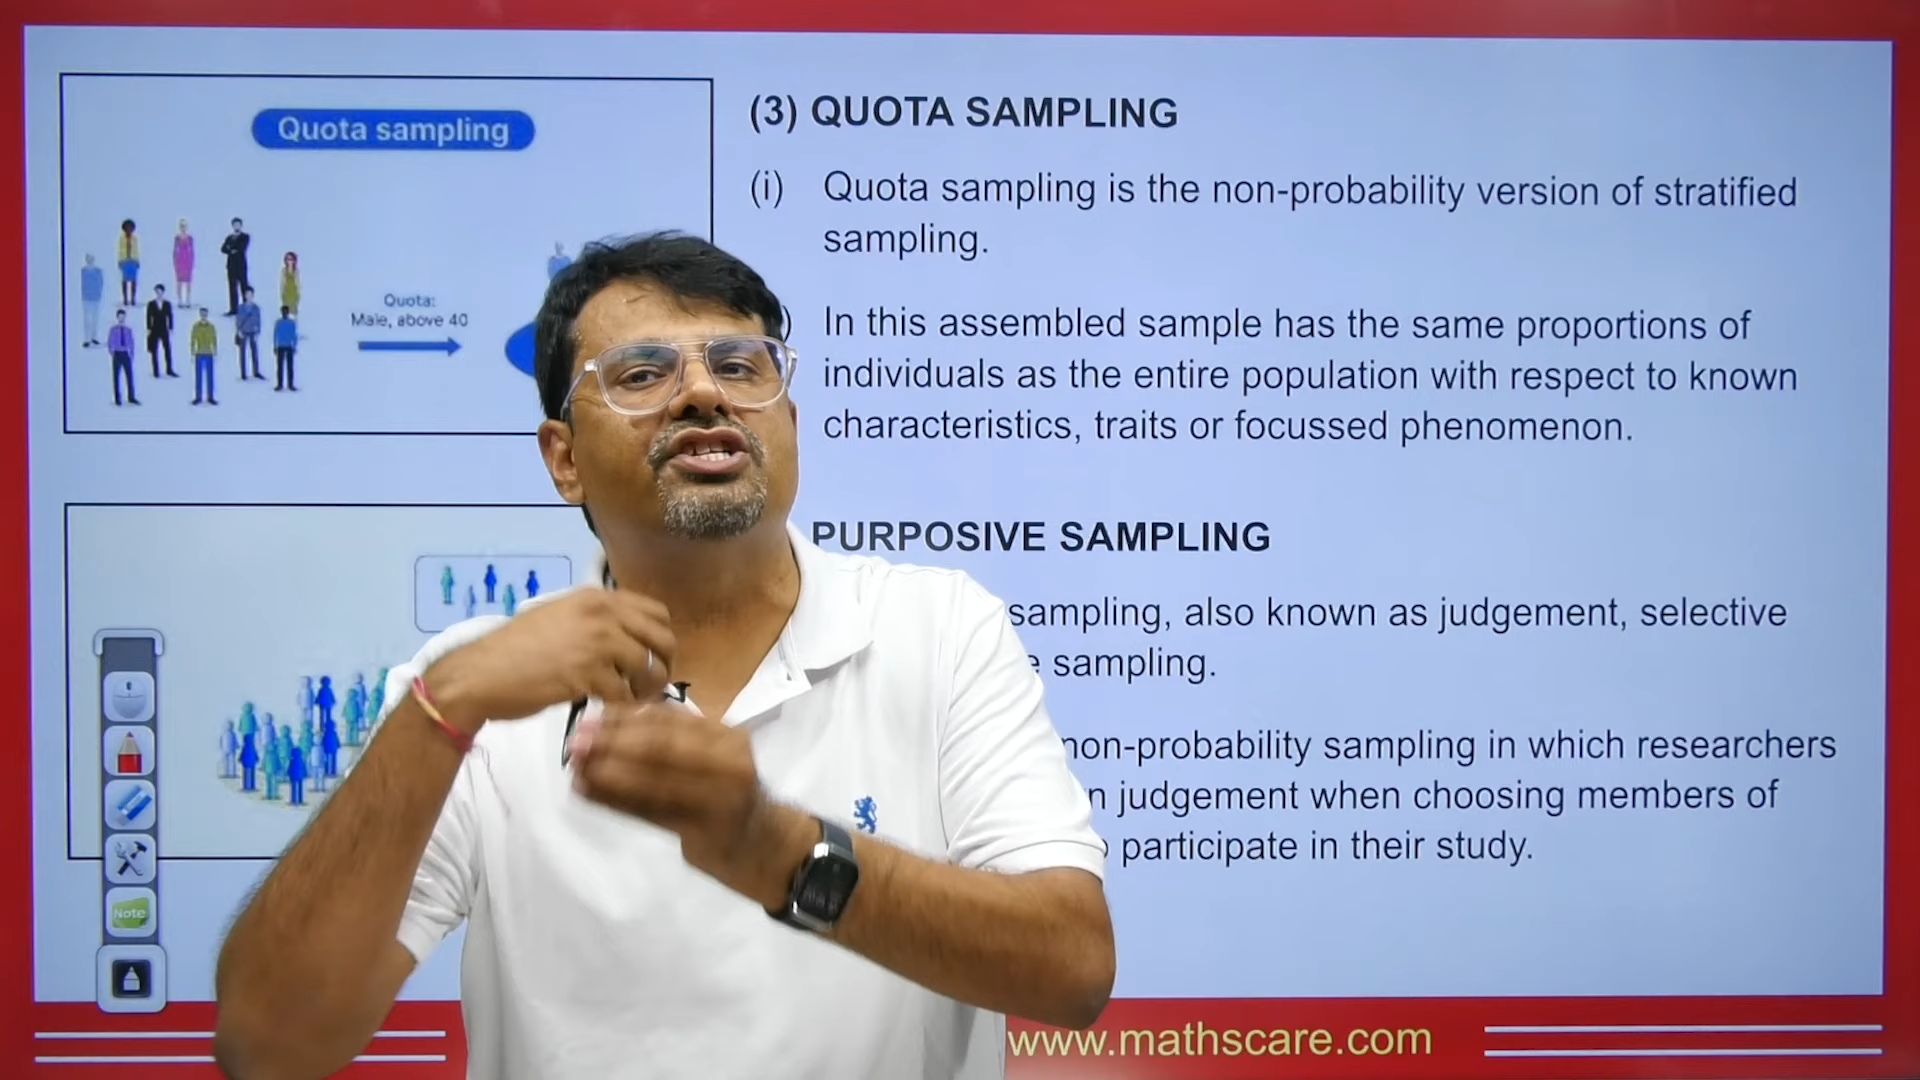 Quota sampling
Quota:
Male, above 40
(3) QUOTA SAMPLING
(i) Quota sampling is the non-probability version of stratified
sampling.
) In this assembled sample has the same proportions of
individuals as the entire population with respect to known
characteristics, traits or focussed phenomenon.
PURPOSIVE SAMPLING
sampling, also known as judgement, selective
sampling.
non-probability sampling in which researchers
judgement when choosing members of
participate in their study.
Note
www.mathscare.com